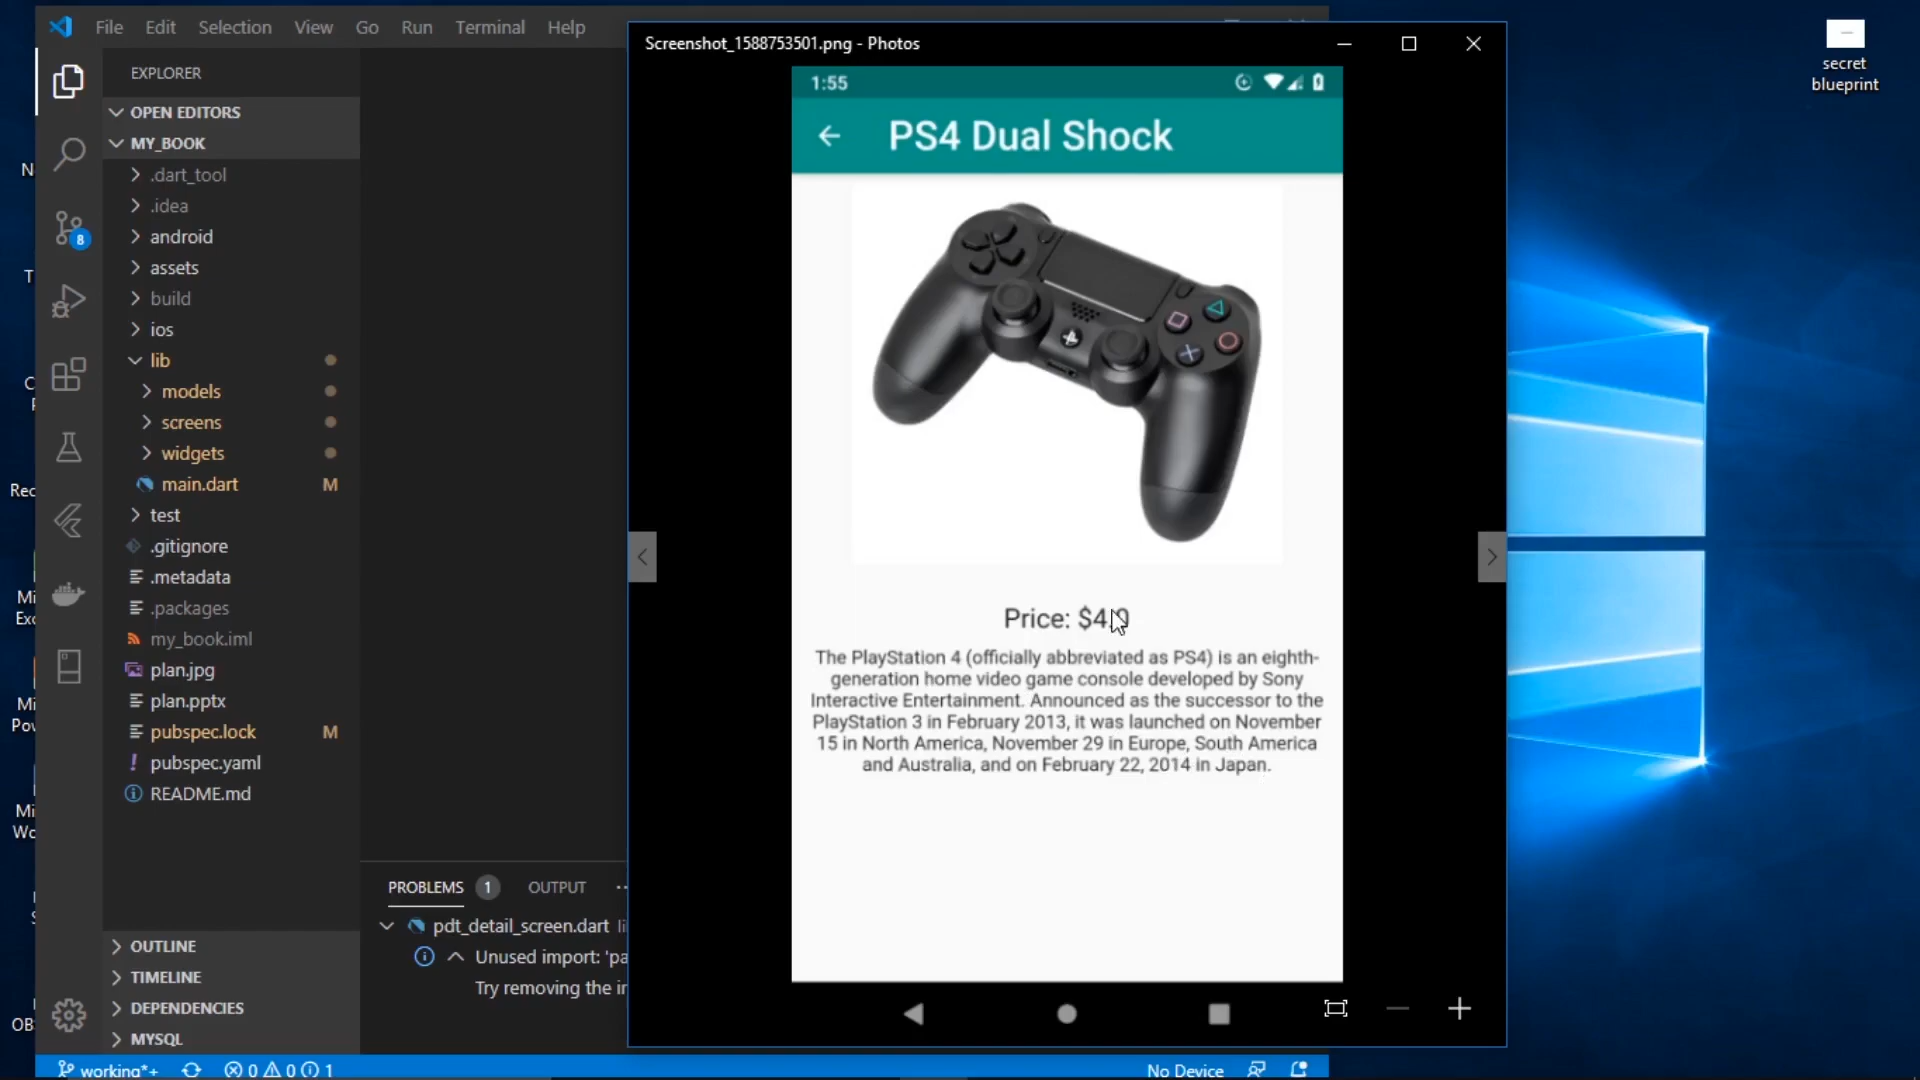 File Edit Selection View Go Run Terminal Help
EXPLORER
OPEN EDITORS
MY_BOOK
.dart_tool
.idea
android
assets
build
ios
lib
models
screens
widgets
main.dart M
test
.gitignore
.metadata
.packages
my_book.iml
plan.jpg
plan.pptx
pubspec.lock M
pubspec.yaml
README.md
OUTLINE
TIMELINE
DEPENDENCIES
MYSQL
8
PROBLEMS 1 OUTPUT
pdt_detail_screen.dart
Unused import:
Try removing the
working*+ 0 0 1
No Device
Screenshot_1588753501.png - Photos
1:55
PS4 Dual Shock
Price:
The PlayStation 4 (officially abbreviated as PS4) is an eighth-
generation home video game console developed by Sony
Interactive Entertainment. Announced as the successor to the
PlayStation 3 in February 2013, it was launched on November
15 in North America, November 29 in Europe, South America
and Australia, and on February 22, 2014 in Japan.
secret
blueprint